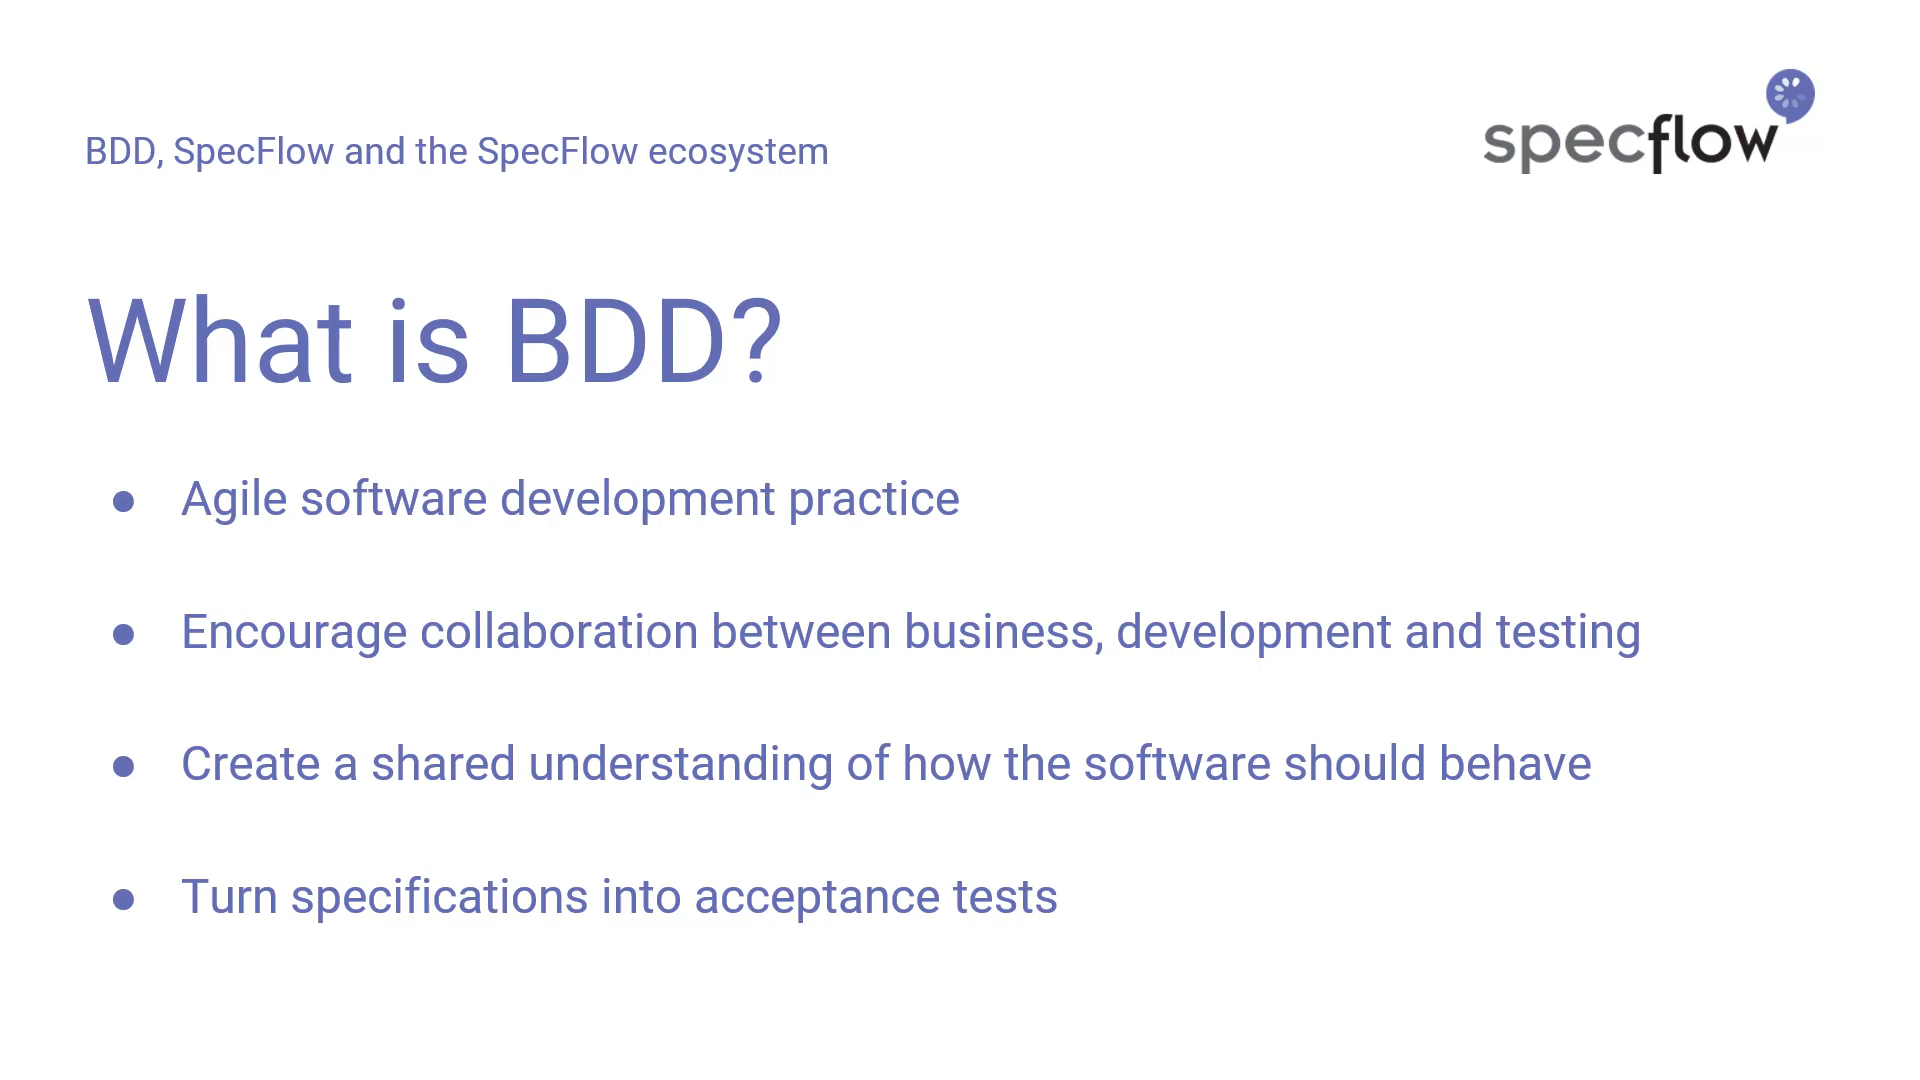 BDD, SpecFlow and the SpecFlow ecosystem
specflow
What is BDD?
● Agile software development practice
● Encourage collaboration between business, development and testing
● Create a shared understanding of how the software should behave
● Turn specifications into acceptance tests